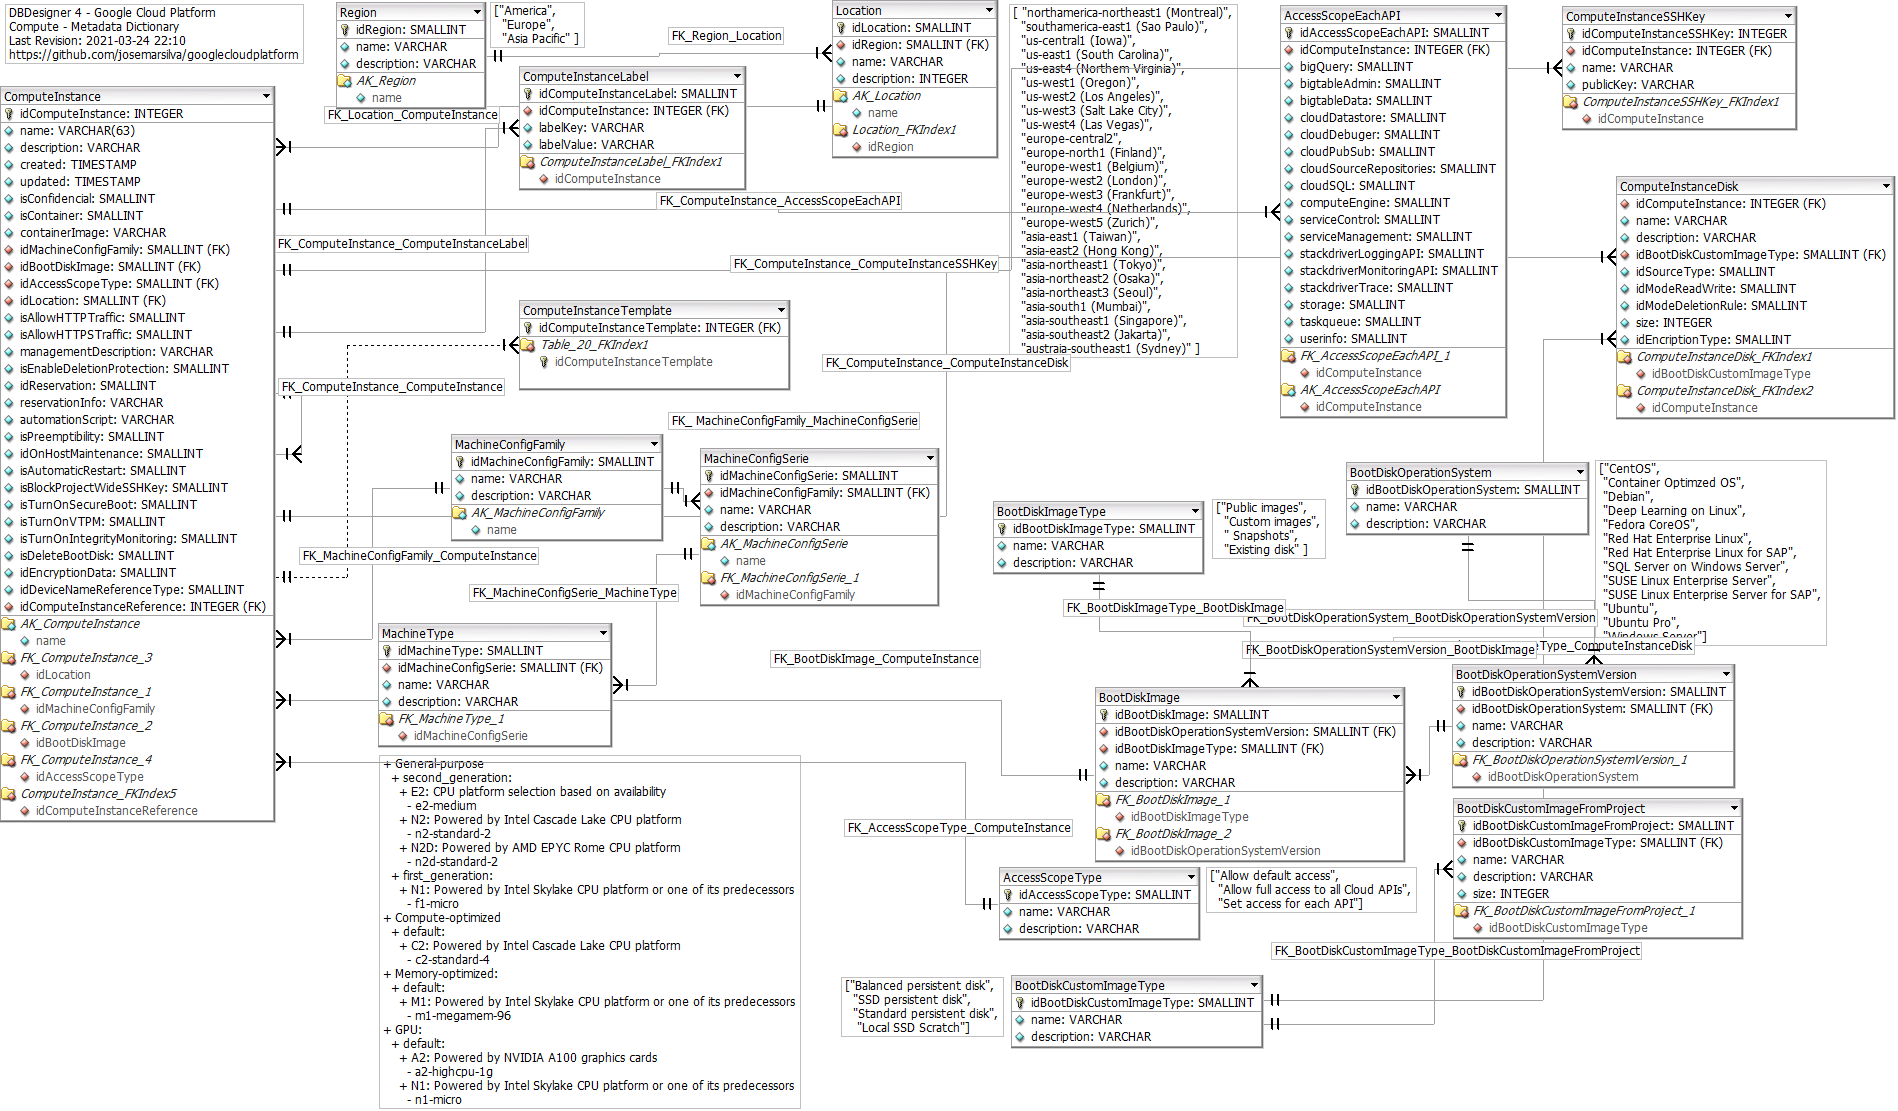 DBDesigner 4 - Google Cloud Platform
Compute - Metadata Dictionary
Last Revision: 2021-03-24 22:10
https://github.com/josemarsilva/googlecloudplatform
Region
idRegion: SMALLINT
name: VARCHAR
description: VARCHAR
AK_Region
name
["America",
"Europe",
"Asia Pacific" ]
FK_Region_Location
Location
idLocation: SMALLINT
idRegion: SMALLINT (FK)
name: VARCHAR
description: INTEGER
AK_Location
name
Location_FKIndex1
idRegion
[ "northamerica-northeast1 (Montreal)",
"southamerica-east1 (Sao Paulo)",
"us-central1 (Iowa)",
"us-east1 (South Carolina)",
"us-east4 (Northern Virginia)",
"us-west1 (Oregon)",
"us-west2 (Los Angeles)",
"us-west3 (Salt Lake City)",
"us-west4 (Las Vegas)",
"europe-central2",
"europe-north1 (Finland)",
"europe-west1 (Belgium)",
"europe-west2 (London)",
"europe-west3 (Frankfurt)",
"europe-west4 (Netherlands)",
"europe-west5 (Zurich)",
"asia-east1 (Taiwan)",
"asia-east2 (Hong Kong)",
"asia-northeast1 (Tokyo)",
"asia-northeast2 (Osaka)",
"asia-northeast3 (Seoul)",
"asia-south1 (Mumbai)",
"asia-southeast1 (Singapore)",
"asia-southeast2 (Jakarta)",
"austraia-southeast1 (Sydney)" ]
AccessScopeEachAPI
idAccessScopeEachAPI: SMALLINT
idComputeInstance: INTEGER (FK)
bigQuery: SMALLINT
bigtableAdmin: SMALLINT
bigtableData: SMALLINT
cloudDatastore: SMALLINT
cloudDebuger: SMALLINT
cloudPubSub: SMALLINT
cloudSourceRepositories: SMALLINT
cloudSQL: SMALLINT
computeEngine: SMALLINT
serviceControl: SMALLINT
serviceManagement: SMALLINT
stackdriverLoggingAPI: SMALLINT
stackdriverMonitoringAPI: SMALLINT
stackdriverTrace: SMALLINT
storage: SMALLINT
taskqueue: SMALLINT
userinfo: SMALLINT
FK_AccessScopeEachAPI_1
idComputeInstance
AK_AccessScopeEachAPI
idComputeInstance
ComputeInstanceSSHKey
idComputeInstanceSSHKey: INTEGER
idComputeInstance: INTEGER (FK)
name: VARCHAR
publicKey: VARCHAR
ComputeInstanceSSHKey_FKIndex1
idComputeInstance
ComputeInstanceDisk
idComputeInstance: INTEGER (FK)
name: VARCHAR
description: VARCHAR
idBootDiskCustomImageType: SMALLINT (FK)
idSourceType: SMALLINT
idModeReadWrite: SMALLINT
idModeDeletionRule: SMALLINT
size: INTEGER
idEncriptionType: SMALLINT
ComputeInstanceDisk_FKIndex1
idBootDiskCustomImageType
ComputeInstanceDisk_FKIndex2
idComputeInstance
ComputeInstance
idComputeInstance: INTEGER
name: VARCHAR(63)
description: VARCHAR
created: TIMESTAMP
updated: TIMESTAMP
isConfidencial: SMALLINT
isContainer: SMALLINT
containerImage: VARCHAR
idMachineConfigFamily: SMALLINT (FK)
idBootDiskImage: SMALLINT (FK)
idAccessScopeType: SMALLINT (FK)
idLocation: SMALLINT (FK)
isAllowHTTPTraffic: SMALLINT
isAllowHTTPSTraffic: SMALLINT
managementDescription: VARCHAR
isEnableDeletionProtection: SMALLINT
idReservation: SMALLINT
reservationInfo: VARCHAR
automationScript: VARCHAR
isPreemptibility: SMALLINT
idOnHostMaintenance: SMALLINT
isAutomaticRestart: SMALLINT
isBlockProjectWideSSHKey: SMALLINT
isTurnOnSecureBoot: SMALLINT
isTurnOnVTPM: SMALLINT
isTurnOnIntegrityMonitoring: SMALLINT
isDeleteBootDisk: SMALLINT
idEncryptionData: SMALLINT
idDeviceNameReferenceType: SMALLINT
idComputeInstanceReference: INTEGER (FK)
AK_ComputeInstance
name
FK_ComputeInstance_3
idLocation
FK_ComputeInstance_1
idMachineConfigFamily
FK_ComputeInstance_2
idBootDiskImage
FK_ComputeInstance_4
idAccessScopeType
ComputeInstance_FKIndex5
idComputeInstanceReference
FK_Location_ComputeInstance
ComputeInstanceLabel
idComputeInstanceLabel: SMALLINT
idComputeInstance: INTEGER (FK)
labelKey: VARCHAR
labelValue: VARCHAR
ComputeInstanceLabel_FKIndex1
idComputeInstance
FK_ComputeInstance_AccessScopeEachAPI
FK_ComputeInstance_ComputeInstanceLabel
FK_ComputeInstance_ComputeInstanceSSHKey
ComputeInstanceTemplate
idComputeInstanceTemplate: INTEGER (FK)
Table_20_FKIndex1
idComputeInstanceTemplate
FK_ComputeInstance_ComputeInstanceDisk
FK_ComputeInstance_ComputeInstance
FK_ MachineConfigFamily_MachineConfigSerie
MachineConfigFamily
idMachineConfigFamily: SMALLINT
name: VARCHAR
description: VARCHAR
AK_MachineConfigFamily
name
MachineConfigSerie
idMachineConfigSerie: SMALLINT
idMachineConfigFamily: SMALLINT (FK)
name: VARCHAR
description: VARCHAR
AK_MachineConfigSerie
name
FK_MachineConfigSerie_1
idMachineConfigFamily
FK_MachineConfigFamily_ComputeInstance
FK_MachineConfigSerie_MachineType
MachineType
idMachineType: SMALLINT
idMachineConfigSerie: SMALLINT (FK)
name: VARCHAR
description: VARCHAR
FK_MachineType_1
idMachineConfigSerie
FK_BootDiskImage_ComputeInstance
BootDiskImageType
idBootDiskImageType: SMALLINT
name: VARCHAR
description: VARCHAR
["Public images",
"Custom images",
"Snapshots,
"Existing disk" ]
BootDiskOperationSystem
idBootDiskOperationSystem: SMALLINT
name: VARCHAR
description: VARCHAR
["CentOS",
"Container Optimzed OS",
"Debian",
"Deep Learning on Linux",
"Fedora CoreOS",
"Red Hat Enterprise Linux",
"Red Hat Enterprise Linux for SAP",
"SQL Server on Windows Server",
"SUSE Linux Enterprise Server",
"SUSE Linux Enterprise Server for SAP",
"Ubuntu",
"Ubuntu Pro",
"Windows Server"]
FK_BootDiskImageType_BootDiskImage
FK_BootDiskOperationSystem_BootDiskOperationSystemVersion
FK_BootDiskOperationSystemVersion_BootDiskImage
Type_ComputeInstanceDisk
BootDiskImage
idBootDiskImage: SMALLINT
idBootDiskOperationSystemVersion: SMALLINT (FK)
idBootDiskImageType: SMALLINT (FK)
name: VARCHAR
description: VARCHAR
FK_BootDiskImage_1
idBootDiskImageType
FK_BootDiskImage_2
idBootDiskOperationSystemVersion
BootDiskOperationSystemVersion
idBootDiskOperationSystemVersion: SMALLINT
idBootDiskOperationSystem: SMALLINT (FK)
name: VARCHAR
description: VARCHAR
FK_BootDiskOperationSystemVersion_1
idBootDiskOperationSystem
BootDiskCustomImageFromProject
idBootDiskCustomImageFromProject: SMALLINT
idBootDiskCustomImageType: SMALLINT (FK)
name: VARCHAR
description: VARCHAR
size: INTEGER
FK_BootDiskCustomImageFromProject_1
idBootDiskCustomImageType
+ General-purpose
+ second_generation:
+ E2: CPU platform selection based on availability
- e2-medium
+ N2: Powered by Intel Cascade Lake CPU platform
- n2-standard-2
+ N2D: Powered by AMD EPYC Rome CPU platform
- n2d-standard-2
+ first_generation:
+ N1: Powered by Intel Skylake CPU platform or one of its predecessors
- f1-micro
+ Compute-optimized
+ default:
+ C2: Powered by Intel Cascade Lake CPU platform
- c2-standard-4
+ Memory-optimized:
+ default:
+ M1: Powered by Intel Skylake CPU platform or one of its predecessors
- m1-megamem-96
+ GPU:
+ default:
+ A2: Powered by NVIDIA A100 graphics cards
- a2-highcpu-1g
+ N1: Powered by Intel Skylake CPU platform or one of its predecessors
- n1-micro
FK_AccessScopeType_ComputeInstance
AccessScopeType
idAccessScopeType: SMALLINT
name: VARCHAR
description: VARCHAR
["Allow default access",
"Allow full access to all Cloud APIs",
"Set access for each API"]
FK_BootDiskCustomImageType_BootDiskCustomImageFromProject
["Balanced persistent disk",
"SSD persistent disk",
"Standard persistent disk",
"Local SSD Scratch"]
BootDiskCustomImageType
idBootDiskCustomImageType: SMALLINT
name: VARCHAR
description: VARCHAR